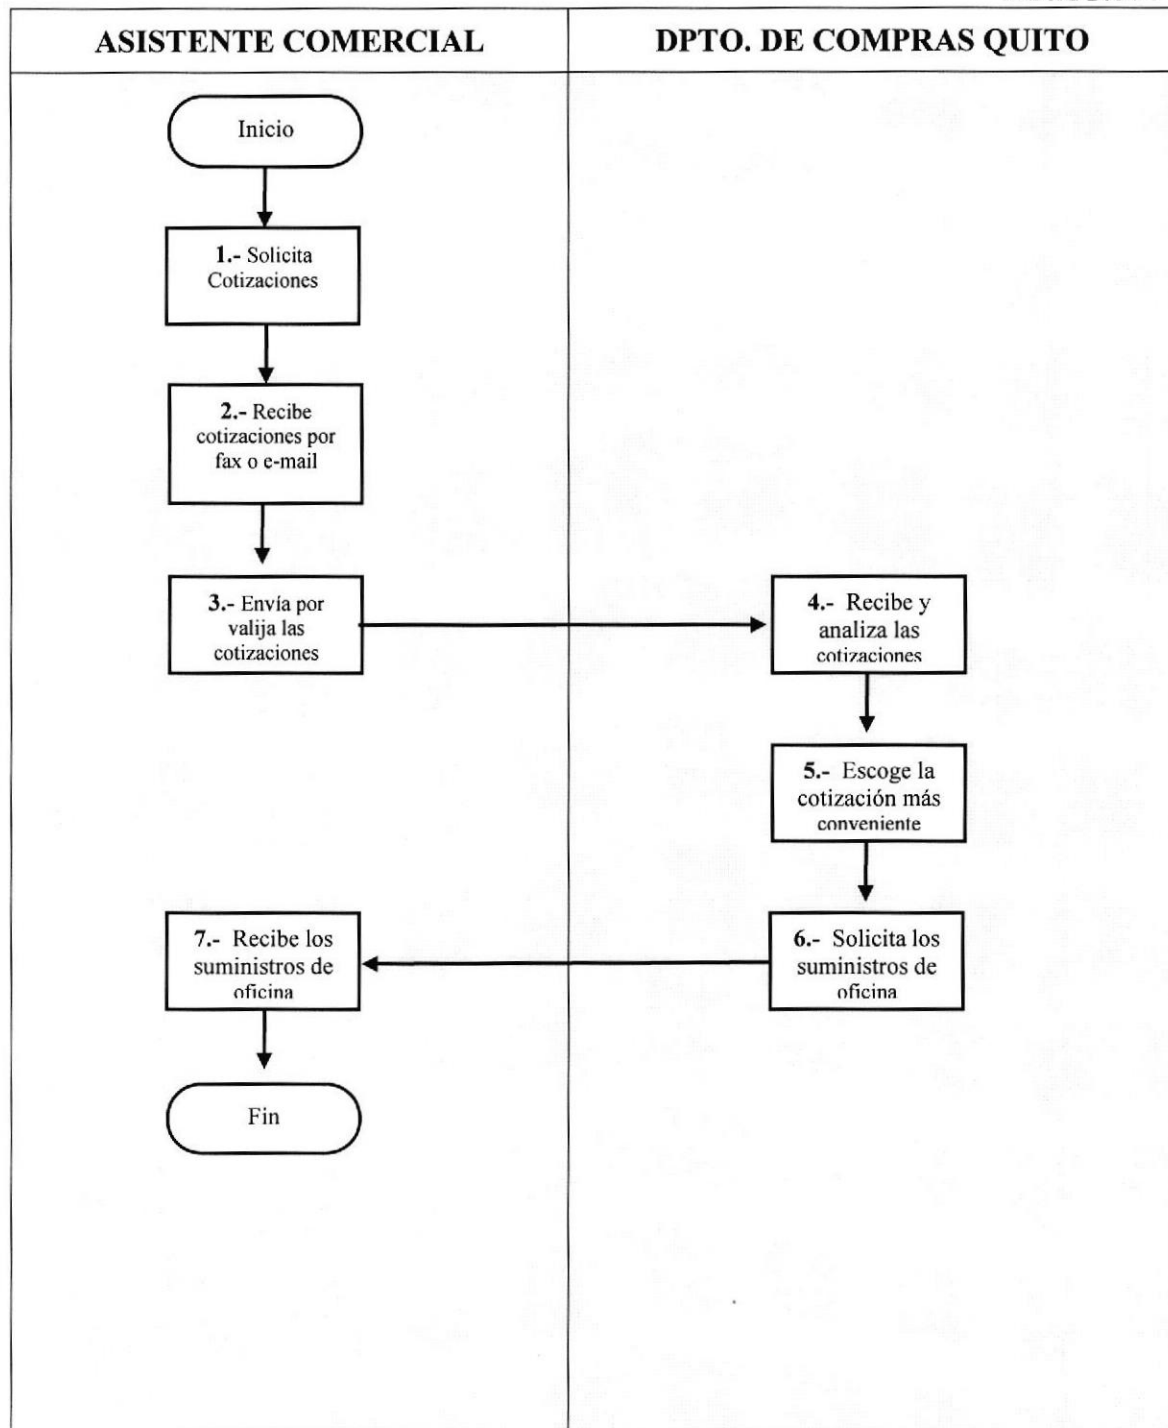 ASISTENTE COMERCIAL
DPTO. DE COMPRAS QUITO
Inicio
1.- Solicita
Cotizaciones
2.- Recibe
cotizaciones por
fax o e-mail
3.- Envía por
valija las
cotizaciones
4.- Recibe y
analiza las
cotizaciones
5.- Escoge la
cotización más
conveniente
6.- Solicita los
suministros de
oficina
7.- Recibe los
suministros de
oficina
Fin